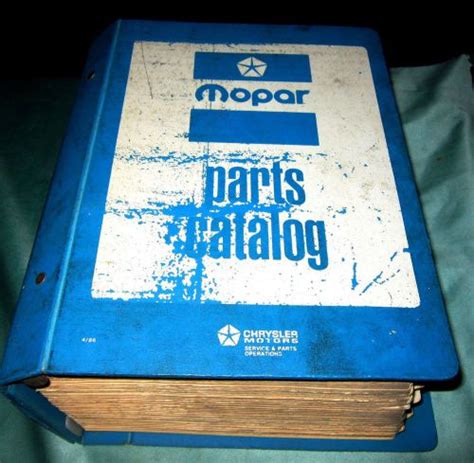 Mopar
parts
catalog
CHRYSLER
MOTORS
SERVICE & PARTS
OPERATIONS